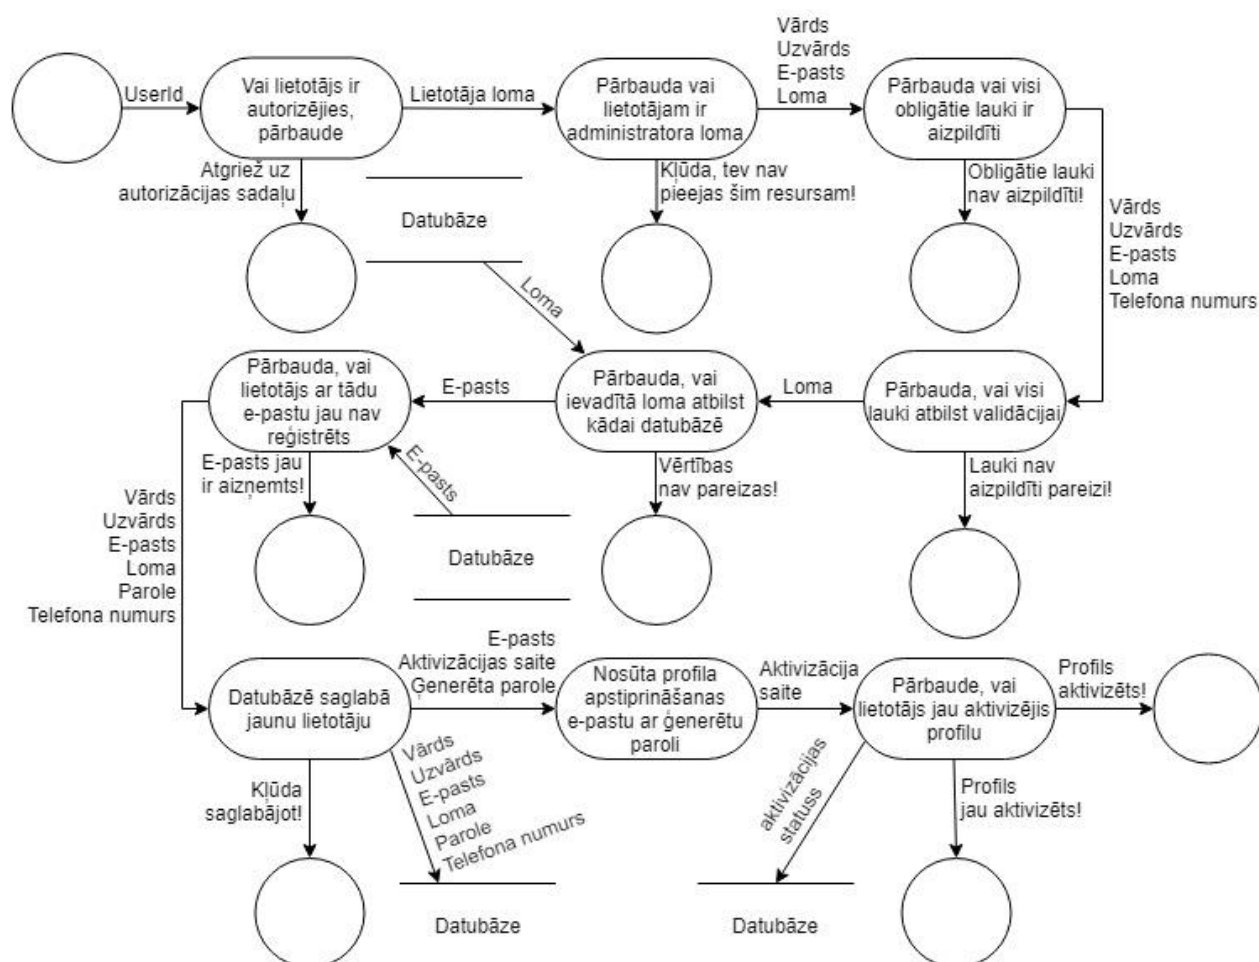 UserId
Vai lietotājs ir
autorizējies,
pārbaude
Lietotāja loma
Pārbauda vai
lietotājam ir
administratora loma
Vārds
Uzvārds
E-pasts
Loma
Pārbauda vai visi
obligātie lauki ir
aizpildīti
Atgriež uz
autorizācijas sadaļu
Datubāze
Kļūda, tev nav
pieejas šim resursam!
Obligātie lauki
nav aizpildīti!
Vārds
Uzvārds
E-pasts
Loma
Telefona numurs
Loma
Pārbauda, vai
lietotājs ar tādu
e-pastu jau nav
reģistrēts
E-pasts
Pārbauda, vai
ievadītā loma atbilst
kādai datubāzē
Loma
Pārbauda, vai visi
lauki atbilst validācijai
E-pasts jau
ir aizņemts!
E-pasts
Vērtības
nav pareizas!
Lauki nav
aizpildīti pareizi!
Vārds
Uzvārds
E-pasts
Loma
Parole
Telefona numurs
Datubāze
Datubāzē saglabā
jaunu lietotāju
E-pasts
Aktivizācijas saite
Ģenerēta parole
Nosūta profila
apstiprināšanas
e-pastu ar ģenerētu
paroli
Aktivizācija
saite
Pārbaude, vai
lietotājs jau aktivizējis
profilu
Profils
aktivizēts!
Kļūda
saglabājot!
Vārds
Uzvārds
E-pasts
Loma
Parole
Telefona numurs
aktivizācijas
statuss
Profils
jau aktivizēts!
Datubāze
Datubāze